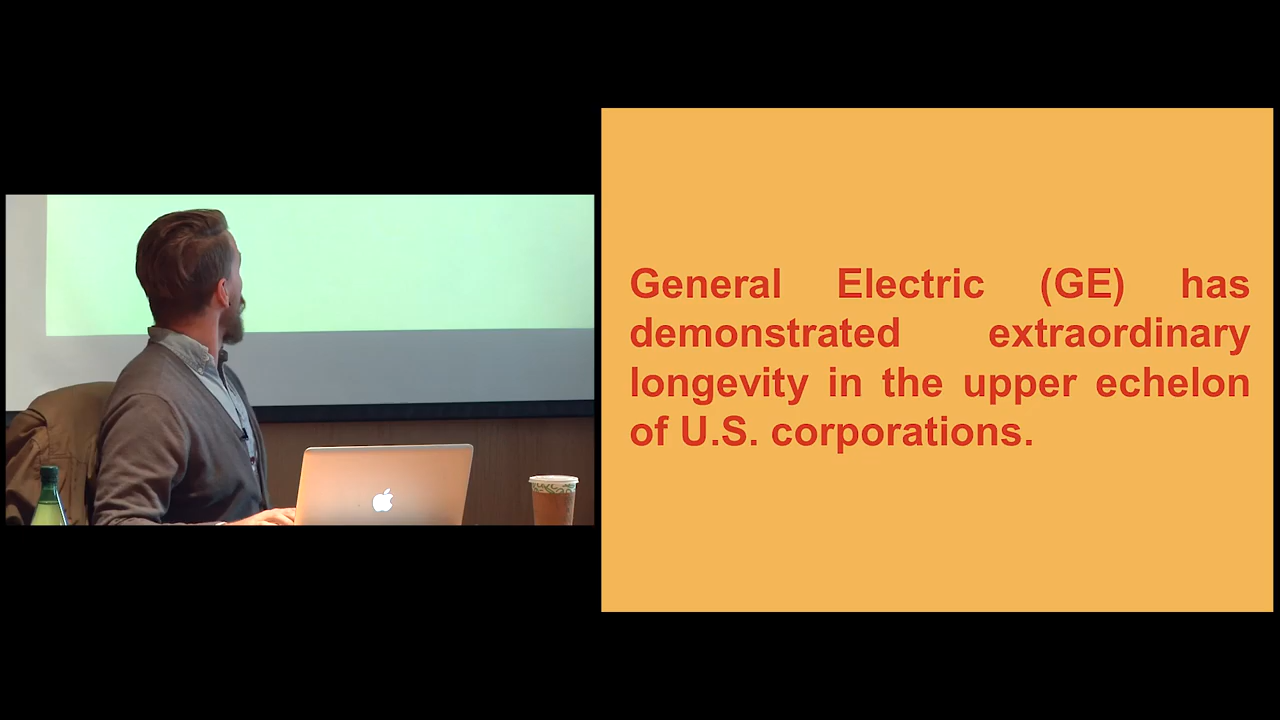 General Electric (GE) has
demonstrated extraordinary
longevity in the upper echelon
of U.S. corporations.